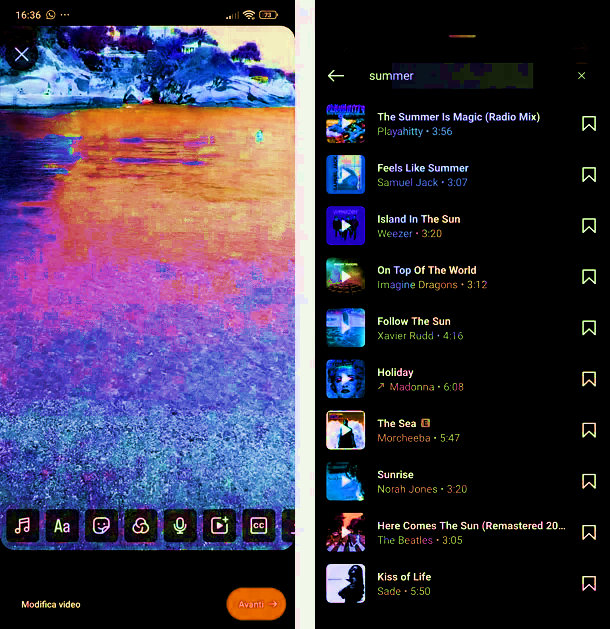 16:36
73
Aa
CC
Modifica video
Avanti →
summer
The Summer Is Magic (Radio Mix)
Playahitty • 3:56
Feels Like Summer
Samuel Jack • 3:07
WEEZER
Island In The Sun
Weezer • 3:20
On Top Of The World
Imagine Dragons • 3:12
Follow The Sun
Xavier Rudd • 4:16
Holiday
↗ Madonna • 6:08
The Sea E
Morcheeba • 5:47
Sunrise
Norah Jones • 3:20
Here Comes The Sun (Remastered 20...
The Beatles • 3:05
Kiss of Life
Sade • 5:50